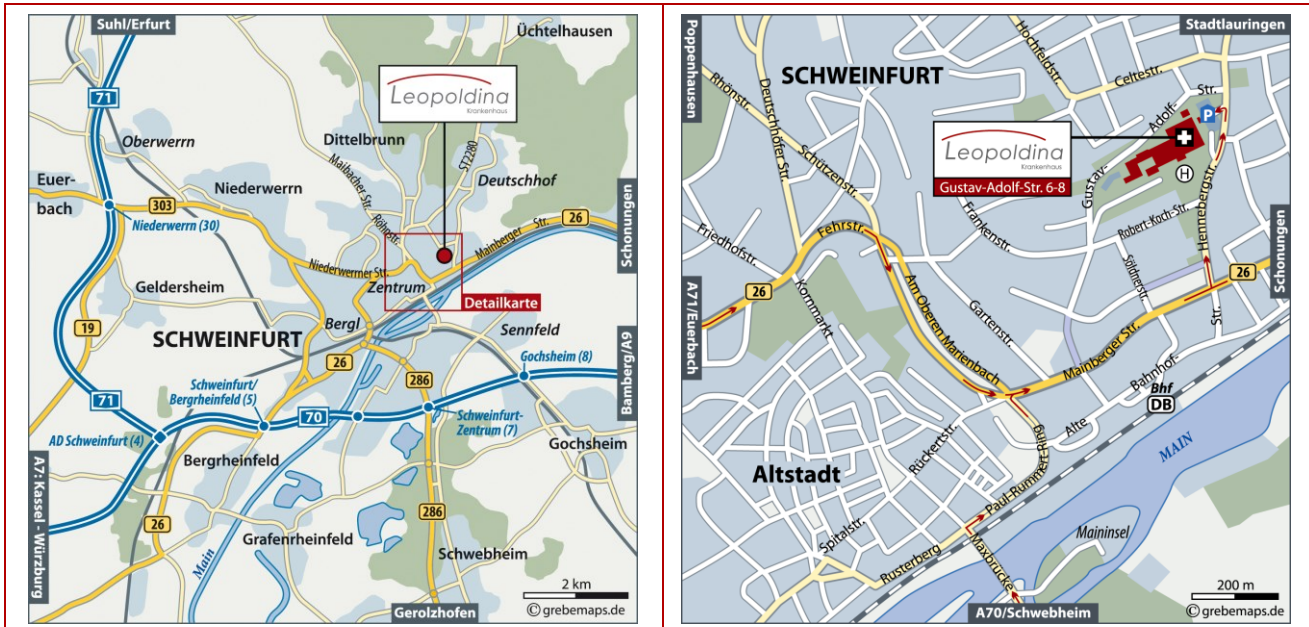 Suhl/Erfurt
Üchtelhausen
Leopoldina
Krankenhaus
71
Oberwerrn
Dittelbrunn
Maibacher Str.
ST2280
Euer-
bach
Niederwerrn
Röhnstr.
Deutschhof
303
Niederwerrn (30)
Mainberger Str.
26
Schonungen
Niederwerrner Str.
Zentrum
Geldersheim
Detailkarte
Bergl
Sennfeld
19
SCHWEINFURT
26
Gochsheim (8)
Bamberg/A9
286
Schweinfurt/
Bergrheinfeld (5)
71
70
AD Schweinfurt (4)
Schweinfurt-
Zentrum (7)
Gochsheim
Bergrheinfeld
A7: Kassel - Würzburg
26
286
Main
Grafenrheinfeld
Schwebheim
2 km
Gerolzhofen
© grebemaps.de
Poppenhausen
Stadtlauringen
Hochfeldstr.
Celtestr.
SCHWEINFURT
Rhönstr.
Deutschhöfer Str.
Gustav-
Adolf-
Str.
P
Leopoldina
Krankenhaus
Gustav-Adolf-Str. 6-8
H
Schützenstr.
Frankenstr.
Robert-Koch-Str.
Hennebergstr.
Friedhofstr.
Fehrstr.
Söldnerstr.
26
Schonungen
A71/Euerbach
26
Kornmarkt
Am Oberen Marienbach
Gartenstr.
Mainberger Str.
Alte
Bahnhof-
Str.
Bhf
DB
MAIN
Rückertstr.
Altstadt
Paul-Rummert-Ring
Spitalstr.
Rusterberg
Maxbrücke
Maininsel
200 m
A70/Schwebheim
© grebemaps.de